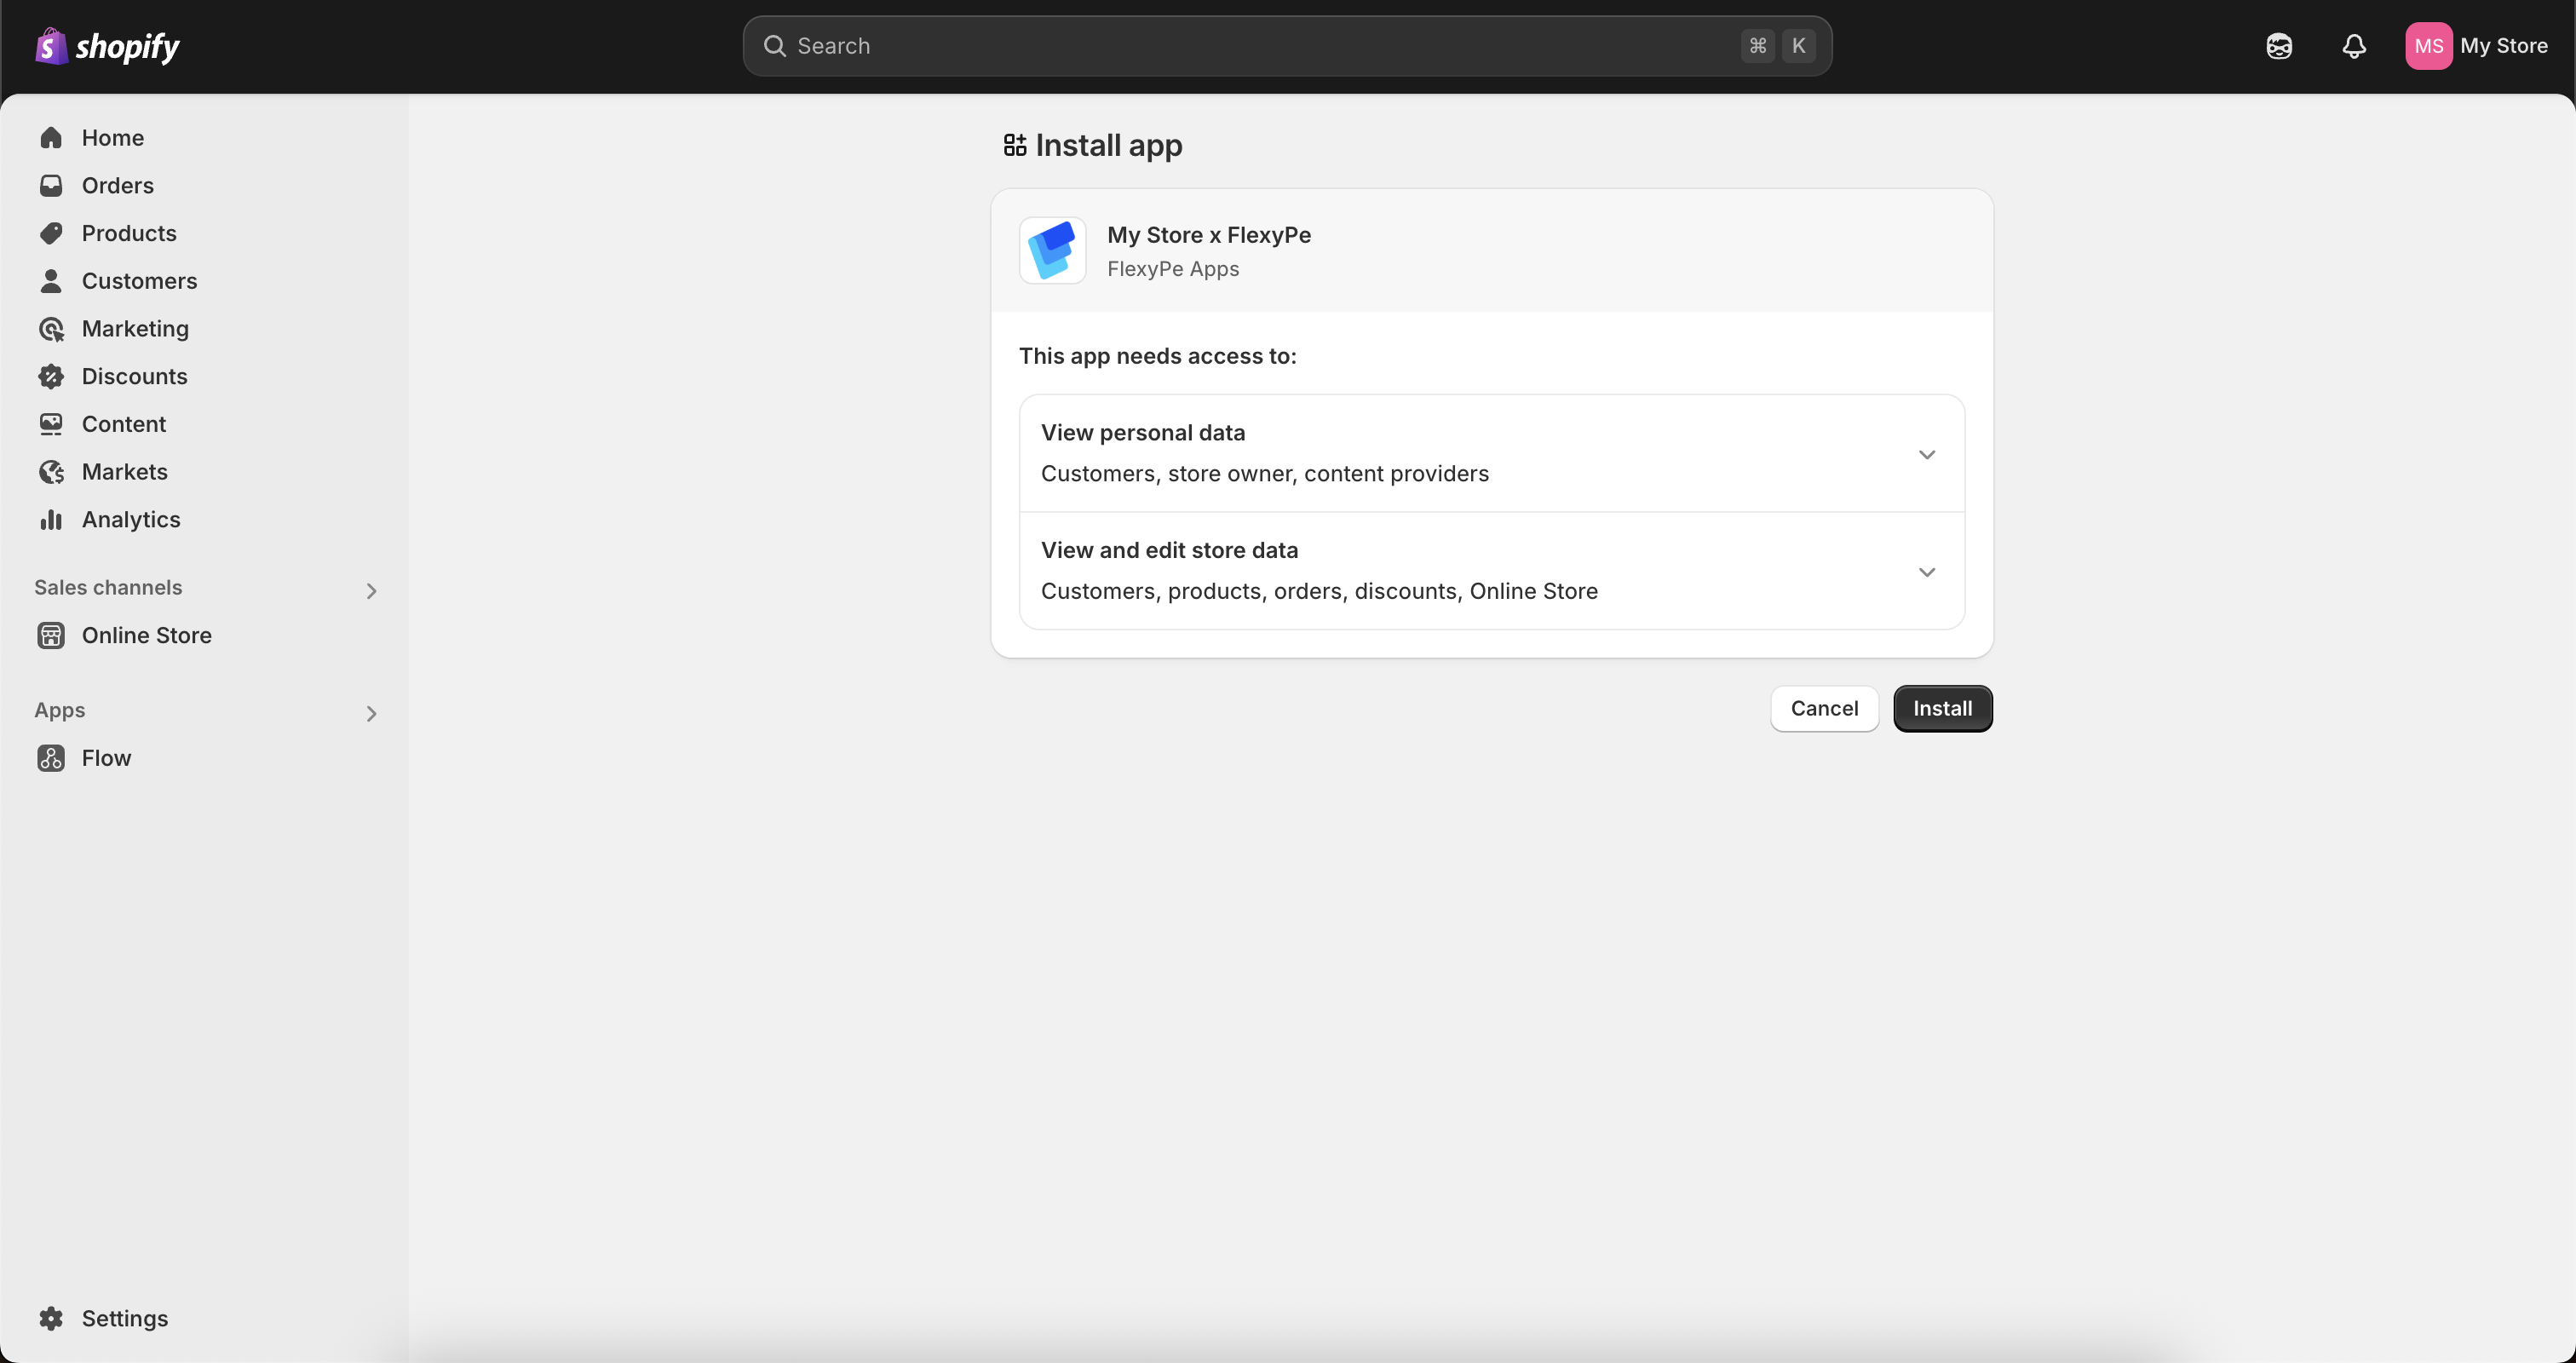 shopify
Search
⌘ K
MS My Store
Home
Orders
Products
Customers
Marketing
Discounts
Content
Markets
Analytics
Sales channels
Online Store
Apps
Flow
Settings
Install app
My Store x FlexyPe
FlexyPe Apps
This app needs access to:
View personal data
Customers, store owner, content providers
View and edit store data
Customers, products, orders, discounts, Online Store
Cancel
Install